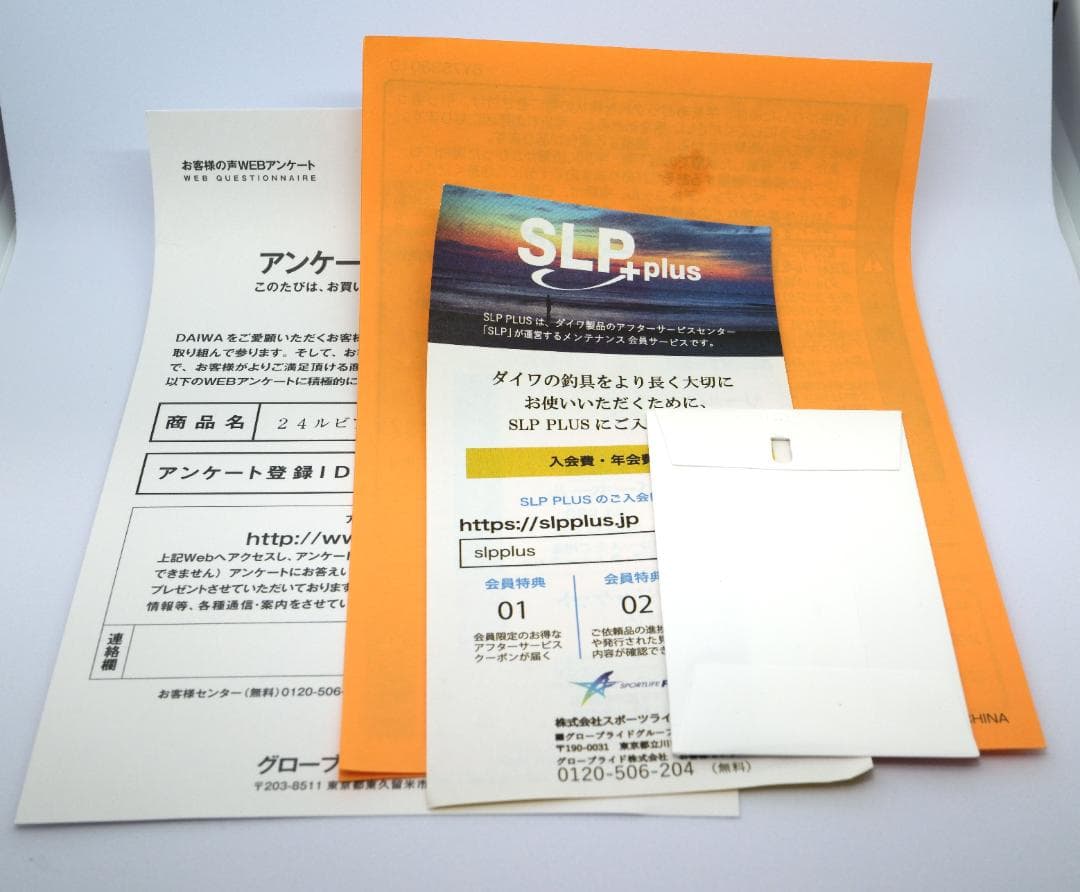 お客様の声WEBアンケート
WEB QUESTIONNAIRE
アンケー
このたびは、お買い
DAIWAをご愛顧いただくお客様
取り組んで参ります。そして、お客
で、お客様がよりご満足頂ける商
以下のWEBアンケートに積極的に
商品名
24ルビ
アンケート登録ID
http://ww
上記Webへアクセスし、アンケート
できません)アンケートにお答えい
プレゼントさせていただいております
情報等、各種通信・案内をさせてい
連絡欄
お客様センター(無料)0120-506-
グローブ
〒203-8511 東京都東久留米市
SLP+plus
SLP PLUS は、ダイワ製品のアフターサービスセンター
「SLP」が運営するメンテナンス会員サービスです。
ダイワの釣具をより長く大切に
お使いいただくために、
SLP PLUS にご入
入会費・年会費
SLP PLUS のご入会
https://slpplus.jp
slpplus
会員特典
01
会員限定のお得な
アフターサービス
クーポンが届く
会員特典
02
ご依頼品の進捗
や発行された見
内容が確認でき
SPORTLIFE P
株式会社スポーツライ
■グローブライドグループ
〒190-0031 東京都立川
グローブライド株式会社
0120-506-204 (無料)
CHINA